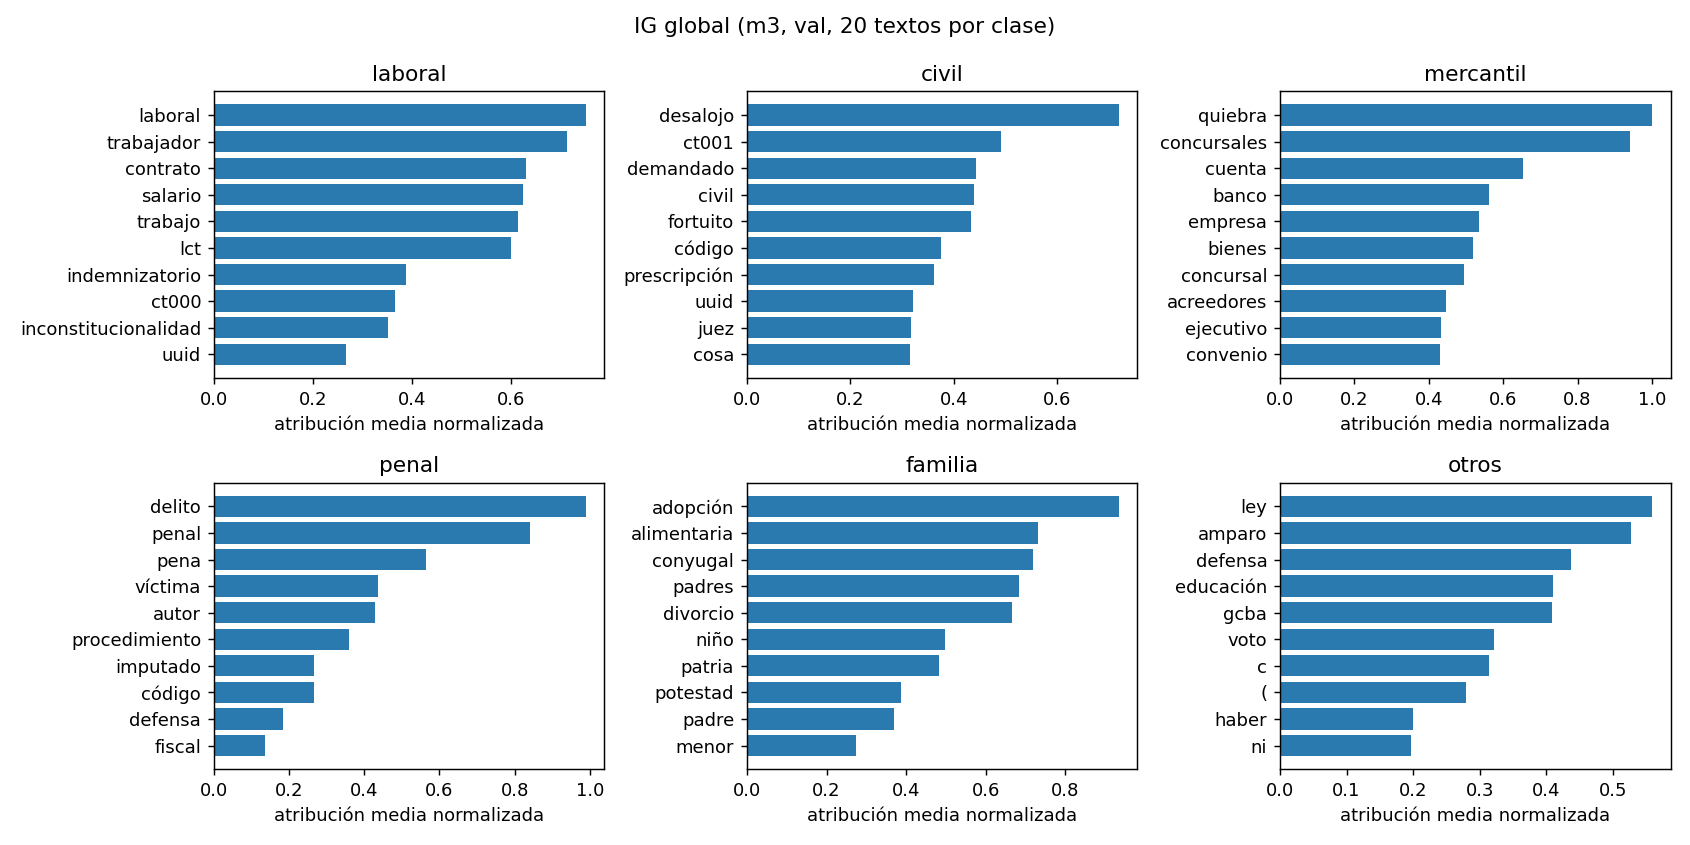 IG global (m3, val, 20 textos por clase)
laboral
laboral
trabajador
contrato
salario
trabajo
lct
indemnizatorio
ct000
inconstitucionalidad
uuid
0.0 0.2 0.4 0.6
atribución media normalizada
civil
desalojo
ct001
demandado
civil
fortuito
código
prescripción
uuid
juez
cosa
0.0 0.2 0.4 0.6
atribución media normalizada
mercantil
quiebra
concursales
cuenta
banco
empresa
bienes
concursal
acreedores
ejecutivo
convenio
0.0 0.2 0.4 0.6 0.8 1.0
atribución media normalizada
penal
delito
penal
pena
víctima
autor
procedimiento
imputado
código
defensa
fiscal
0.0 0.2 0.4 0.6 0.8 1.0
atribución media normalizada
familia
adopción
alimentaria
conyugal
padres
divorcio
niño
patria
potestad
padre
menor
0.0 0.2 0.4 0.6 0.8
atribución media normalizada
otros
ley
amparo
defensa
educación
gcba
voto
c
(
haber
ni
0.0 0.1 0.2 0.3 0.4 0.5
atribución media normalizada